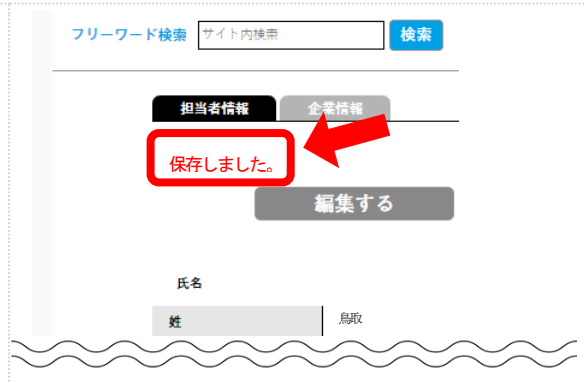 フリーワード検索 サイト内検索 検索
担当者情報 企業情報
保存しました。
編集する
氏名
姓 鳥取